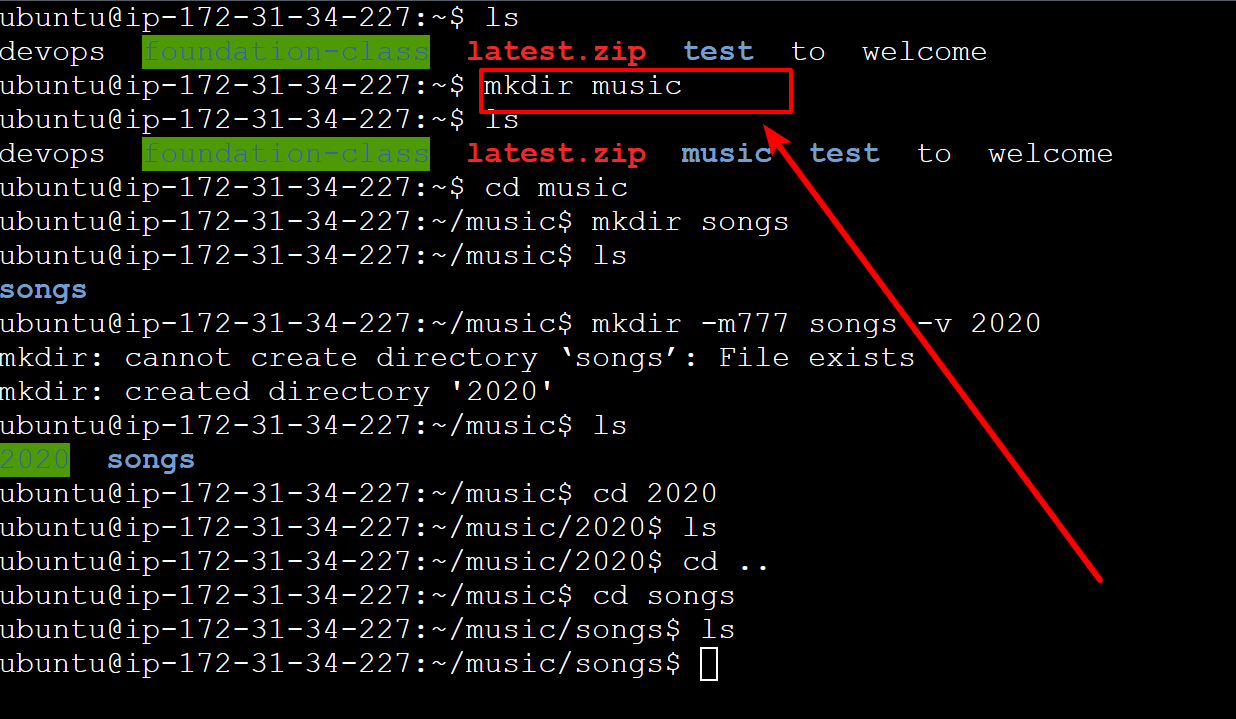 ubuntu@ip-172-31-34-227:~$ ls
devops  foundation-class  latest.zip  test  to  welcome
ubuntu@ip-172-31-34-227:~$ mkdir music
ubuntu@ip-172-31-34-227:~$ ls
devops  foundation-class  latest.zip  music  test  to  welcome
ubuntu@ip-172-31-34-227:~$ cd music
ubuntu@ip-172-31-34-227:~/music$ mkdir songs
ubuntu@ip-172-31-34-227:~/music$ ls
songs
ubuntu@ip-172-31-34-227:~/music$ mkdir -m777 songs -v 2020
mkdir: cannot create directory ‘songs’: File exists
mkdir: created directory '2020'
ubuntu@ip-172-31-34-227:~/music$ ls
2020  songs
ubuntu@ip-172-31-34-227:~/music$ cd 2020
ubuntu@ip-172-31-34-227:~/music/2020$ ls
ubuntu@ip-172-31-34-227:~/music/2020$ cd ..
ubuntu@ip-172-31-34-227:~/music$ cd songs
ubuntu@ip-172-31-34-227:~/music/songs$ ls
ubuntu@ip-172-31-34-227:~/music/songs$